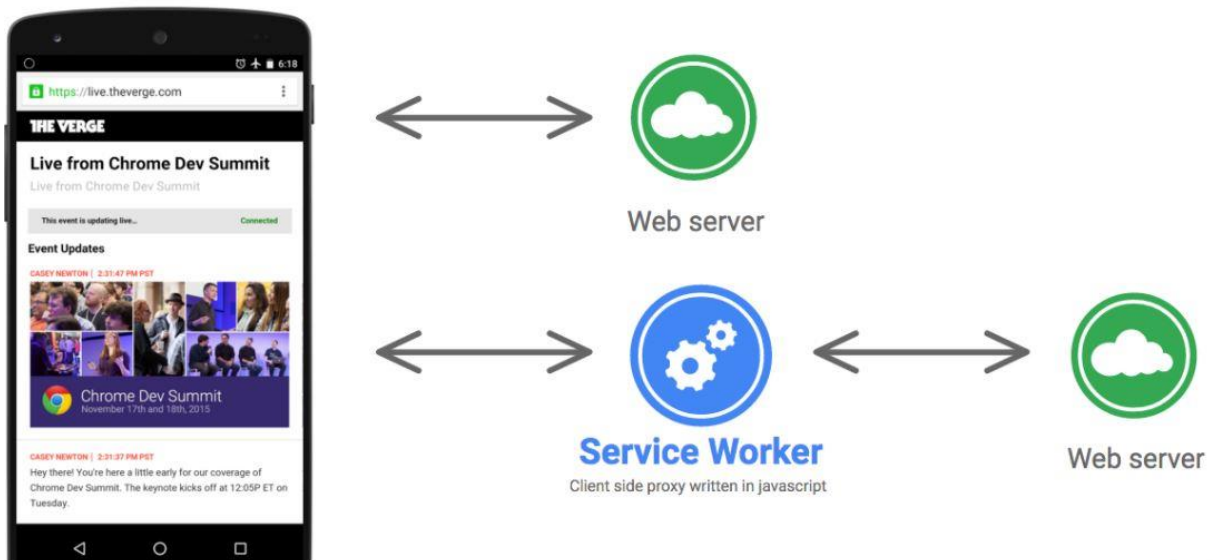 6:18
https://live.theverge.com
THE VERGE
Live from Chrome Dev Summit
Live from Chrome Dev Summit
This event is updating live... Connected
Event Updates
CASEY NEWTON | 2:31:47 PM PST
Chrome Dev Summit
November 17th and 18th, 2015
CASEY NEWTON | 2:31:37 PM PST
Hey there! You're here a little early for our coverage of
Chrome Dev Summit. The keynote kicks off at 12:05P ET on
Tuesday.
Web server
Service Worker
Client side proxy written in javascript
Web server